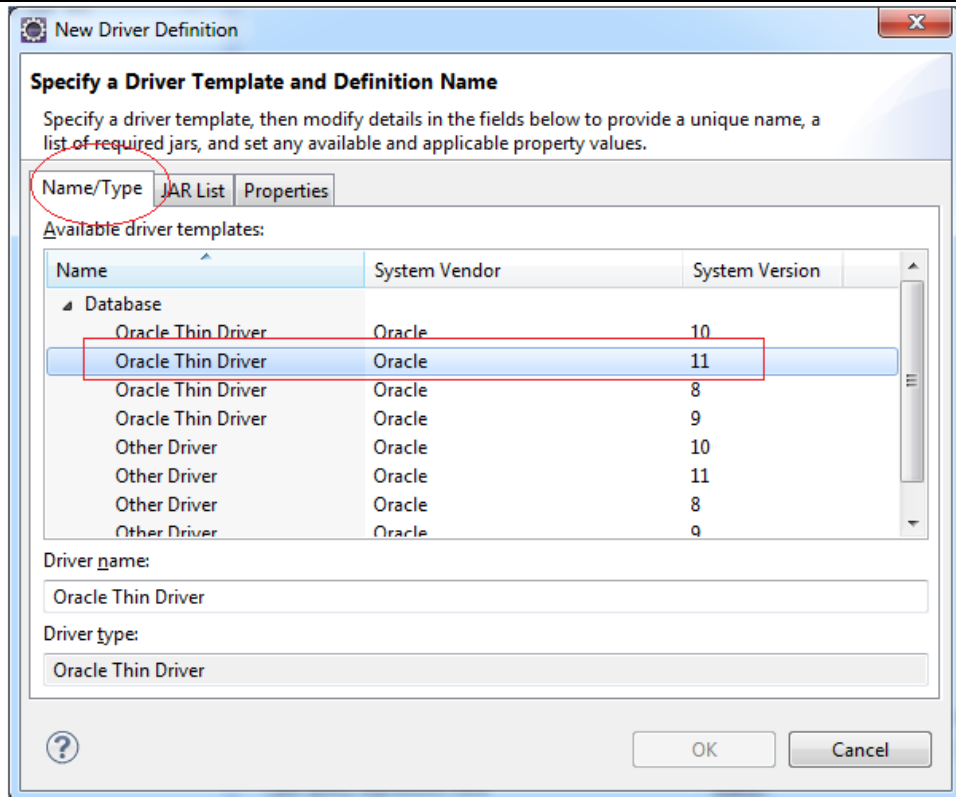 New Driver Definition
Specify a Driver Template and Definition Name
Specify a driver template, then modify details in the fields below to provide a unique name, a
list of required jars, and set any available and applicable property values.
Name/Type JAR List Properties
Available driver templates:
Name System Vendor System Version
Database
Oracle Thin Driver Oracle 10
Oracle Thin Driver Oracle 11
Oracle Thin Driver Oracle 8
Oracle Thin Driver Oracle 9
Other Driver Oracle 10
Other Driver Oracle 11
Other Driver Oracle 8
Other Driver Oracle 9
Driver name:
Oracle Thin Driver
Driver type:
Oracle Thin Driver
? OK Cancel